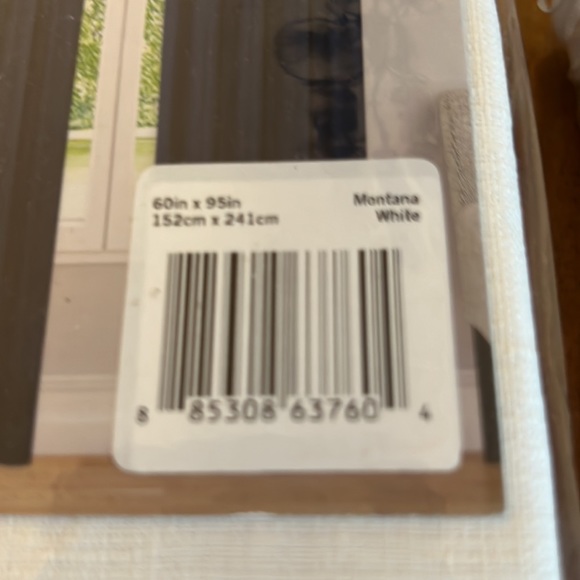 60in x 95in
152cm x 241cm
Montana
White
8 85308 63760 4